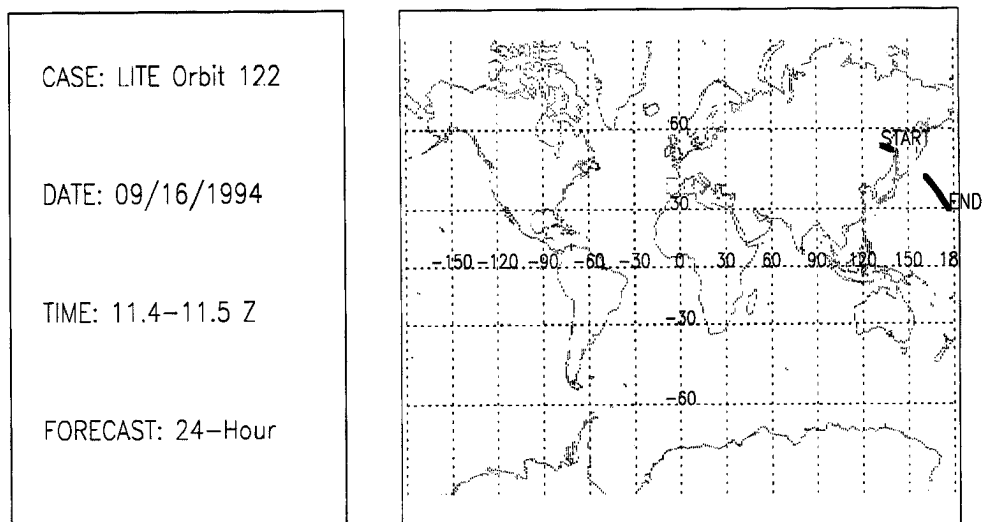 CASE: LITE Orbit 122
DATE: 09/16/1994
TIME: 11.4-11.5 Z
FORECAST: 24-Hour
60
START
30
END
-150 -120 -90 -60 -30 0 30 60 90 120 150 18
-30
-60